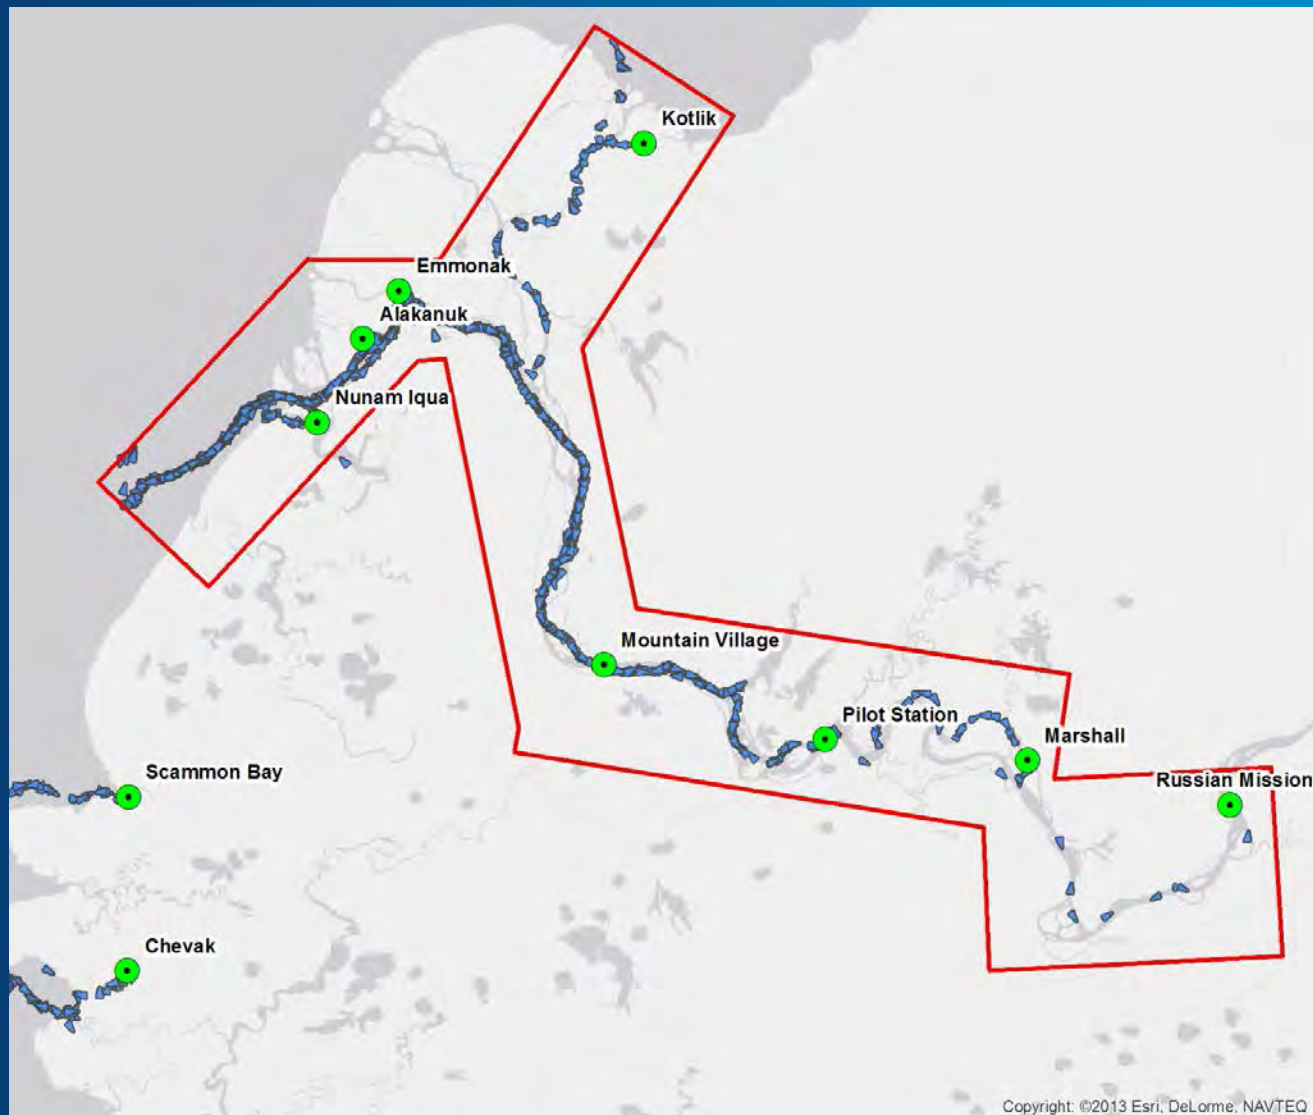 Kotlik
Emmonak
Alakanuk
Nunam Iqua
Mountain Village
Pilot Station
Marshall
Scammon Bay
Russian Mission
Chevak
Copyright: ©2013 Esri, DeLorme, NAVTEQ